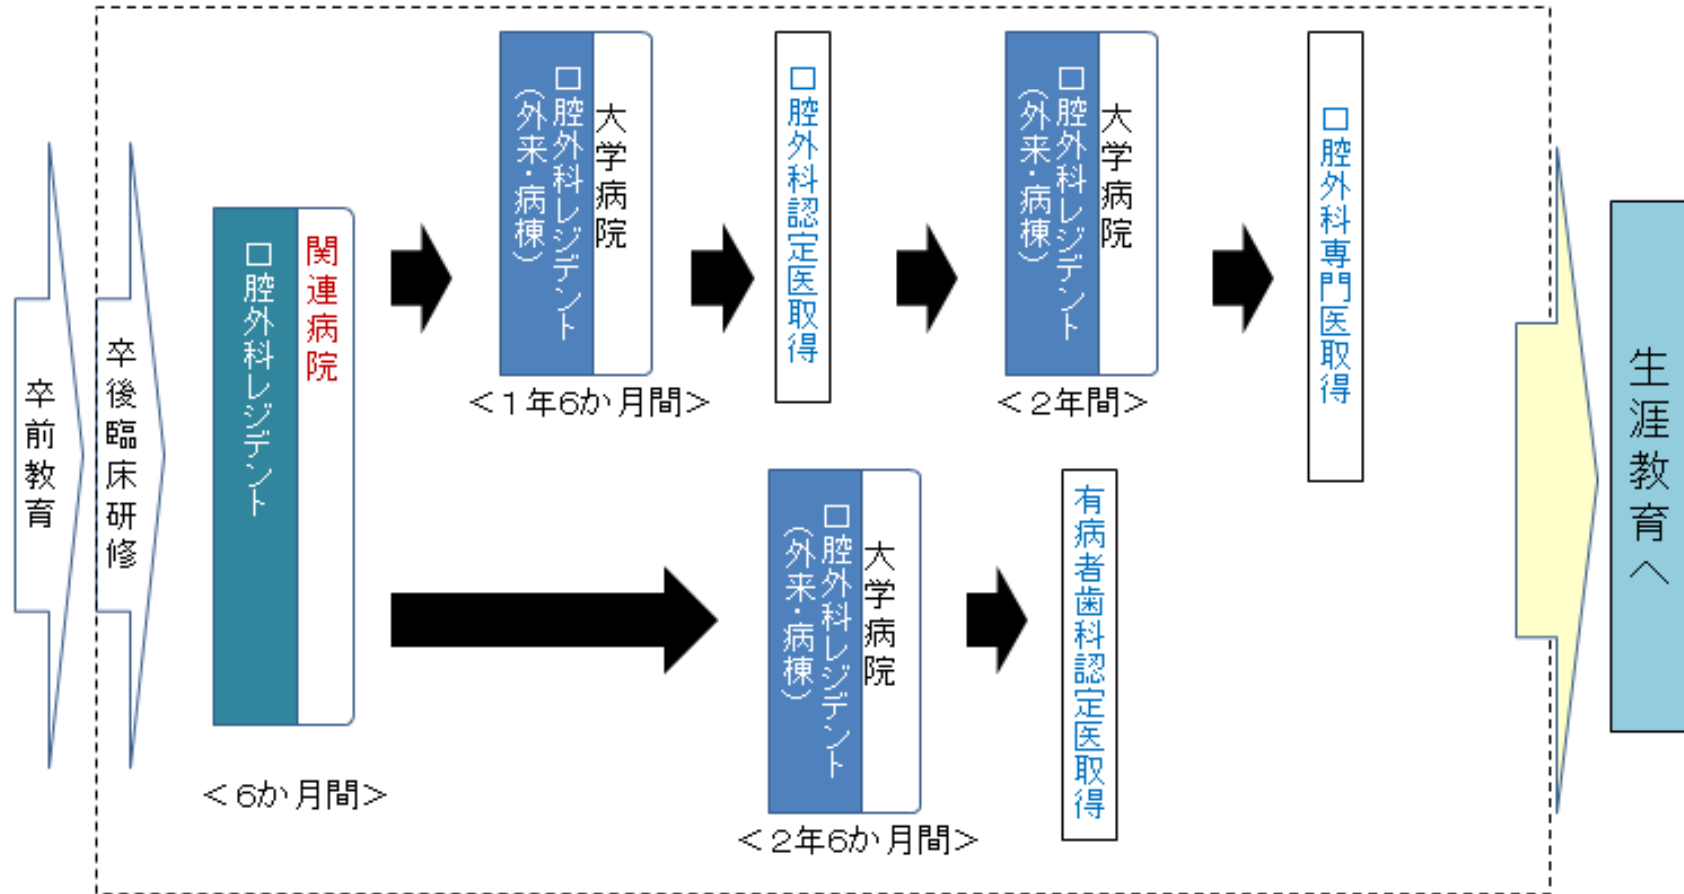 卒前教育
卒後臨床研修
関連病院
口腔外科レジデント
<6か月間>
大学病院
口腔外科レジデント
(外来・病棟)
<1年6か月間>
口腔外科認定医取得
大学病院
口腔外科レジデント
(外来・病棟)
<2年間>
口腔外科専門医取得
大学病院
口腔外科レジデント
(外来・病棟)
<2年6か月間>
有病者歯科認定医取得
生涯教育へ